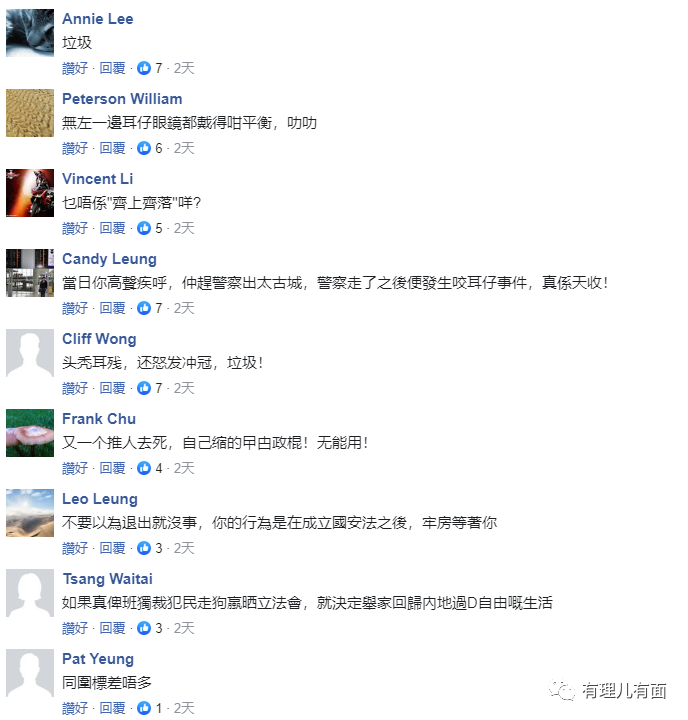 Annie Lee
垃圾
讚好 · 回覆 · 7 · 2天
Peterson William
無左一邊耳仔眼鏡都戴得咁平衡，叻叻
讚好 · 回覆 · 6 · 2天
Vincent Li
乜唔係"齊上齊落"咩?
讚好 · 回覆 · 5 · 2天
Candy Leung
當日你高聲疾呼，仲趕警察出太古城，警察走了之後便發生咬耳仔事件，真係天收！
讚好 · 回覆 · 7 · 2天
Cliff Wong
头秃耳残，还怒发冲冠，垃圾！
讚好 · 回覆 · 7 · 2天
Frank Chu
又一个推人去死，自己缩的曱甴政棍！无能用！
讚好 · 回覆 · 4 · 2天
Leo Leung
不要以為退出就沒事，你的行為是在成立國安法之後，牢房等著你
讚好 · 回覆 · 3 · 2天
Tsang Waitai
如果真俾班獨裁犯民走狗嬴晒立法會，就決定舉家回歸內地過D自由嘅生活
讚好 · 回覆 · 3 · 2天
Pat Yeung
同圍標差唔多
讚好 · 回覆 · 1 · 2天
有理儿有面